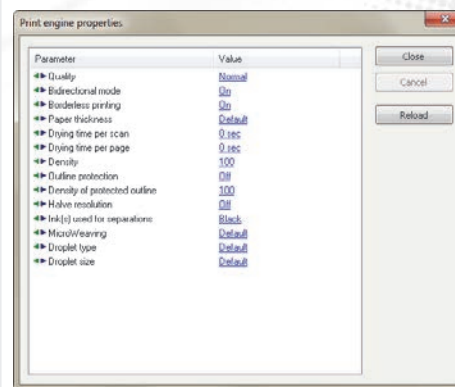 Print engine properties
Parameter Value
Quality Normal
Bidirectional mode On
Borderless printing On
Paper thickness Default
Drying time per scan 0 sec
Drying time per page 0 sec
Density 100
Outline protection Off
Density of protected outline 100
Halve resolution Off
Ink(s) used for separations Black
MicroWeaving Default
Droplet type Default
Droplet size Default
Close
Cancel
Reload